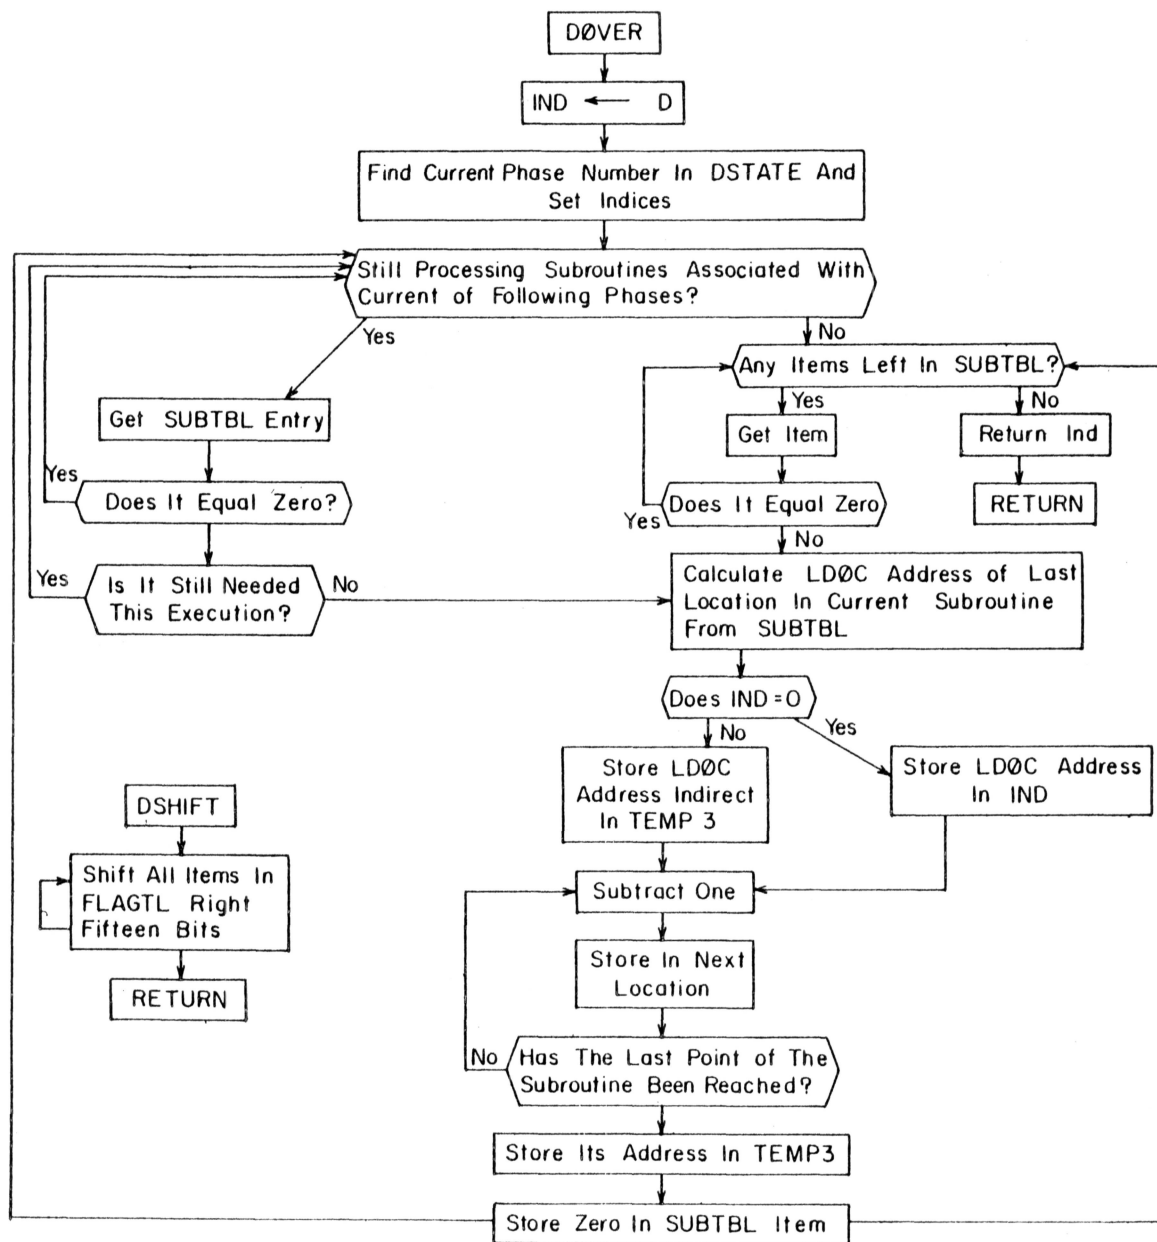 DØVER
IND ← D
Find Current Phase Number In DSTATE And
Set Indices
Still Processing Subroutines Associated With
Current of Following Phases?
Yes
No
Any Items Left In SUBTBL?
Yes
No
Get SUBTBL Entry
Get Item
Return Ind
Yes
Does It Equal Zero?
Does It Equal Zero
Yes
RETURN
No
Yes
Is It Still Needed
This Execution?
No
Calculate LDØC Address of Last
Location In Current Subroutine
From SUBTBL
Does IND = O
No
Yes
Store LDØC
Address Indirect
In TEMP 3
Store LDØC Address
In IND
DSHIFT
Shift All Items In
FLAGTL Right
Fifteen Bits
RETURN
Subtract One
Store In Next
Location
No
Has The Last Point of The
Subroutine Been Reached?
Store Its Address In TEMP3
Store Zero In SUBTBL Item